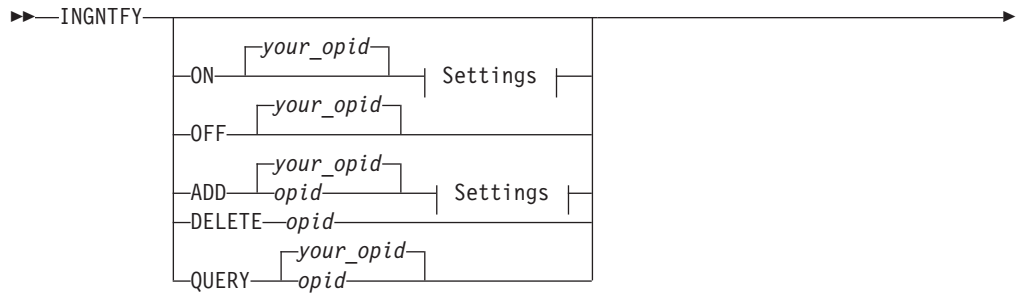 INGNTFY
your_opid
ON Settings
your_opid
OFF
your_opid
ADD opid Settings
DELETE opid
your_opid
QUERY opid